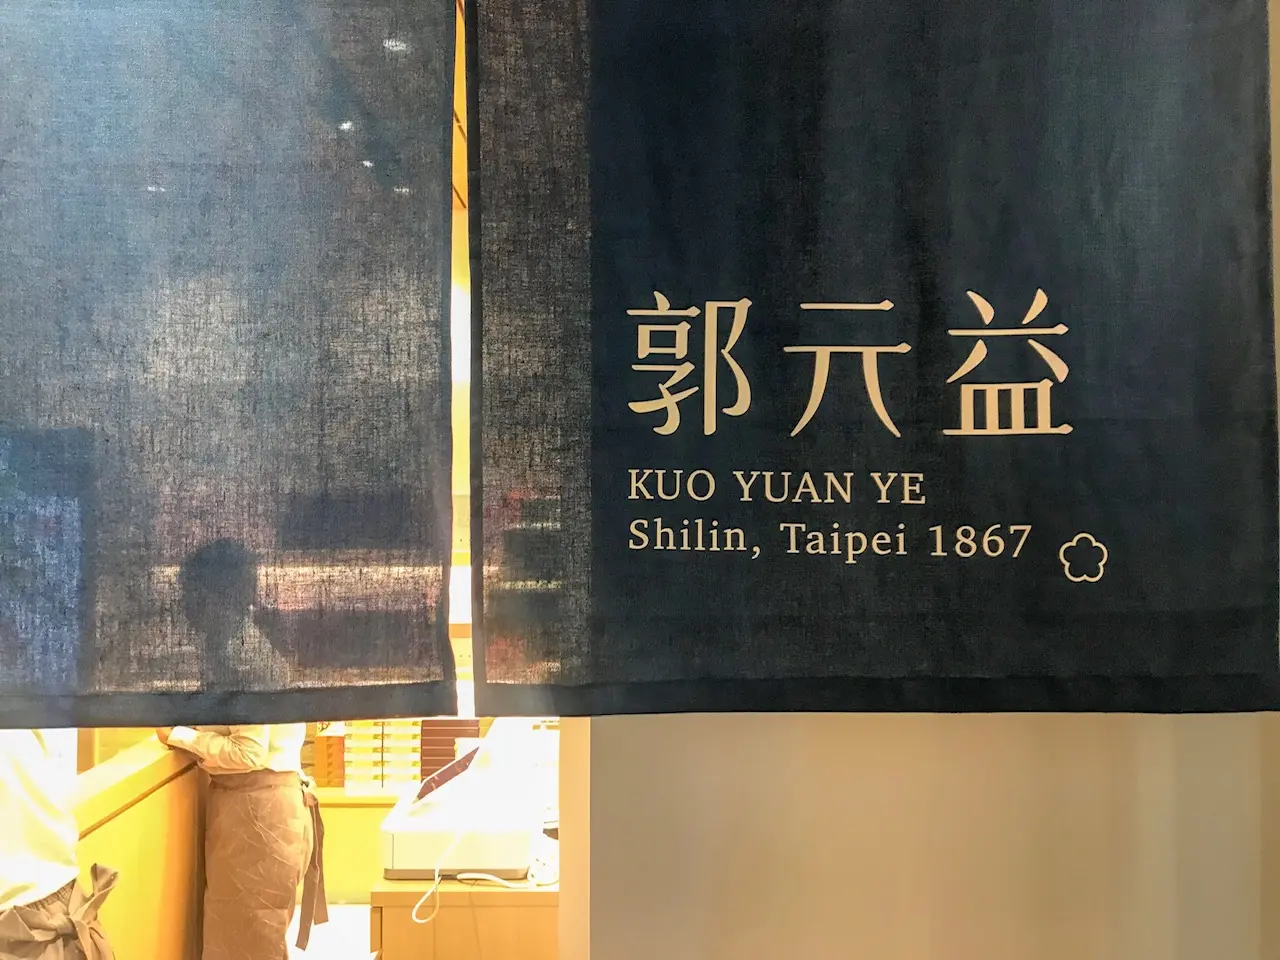 郭元益
KUO YUAN YE
Shilin, Taipei 1867